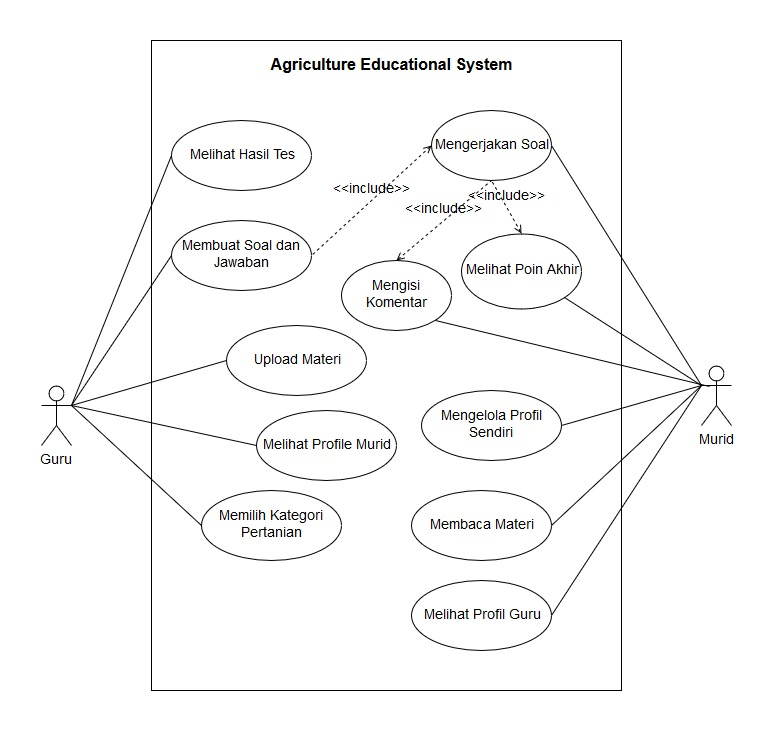 Agriculture Educational System
Melihat Hasil Tes
Mengerjakan Soal
<<include>>
<<include>>
<<include>>
Membuat Soal dan
Jawaban
Mengisi
Komentar
Melihat Poin Akhir
Upload Materi
Mengelola Profil
Sendiri
Melihat Profile Murid
Guru
Murid
Memilih Kategori
Pertanian
Membaca Materi
Melihat Profil Guru